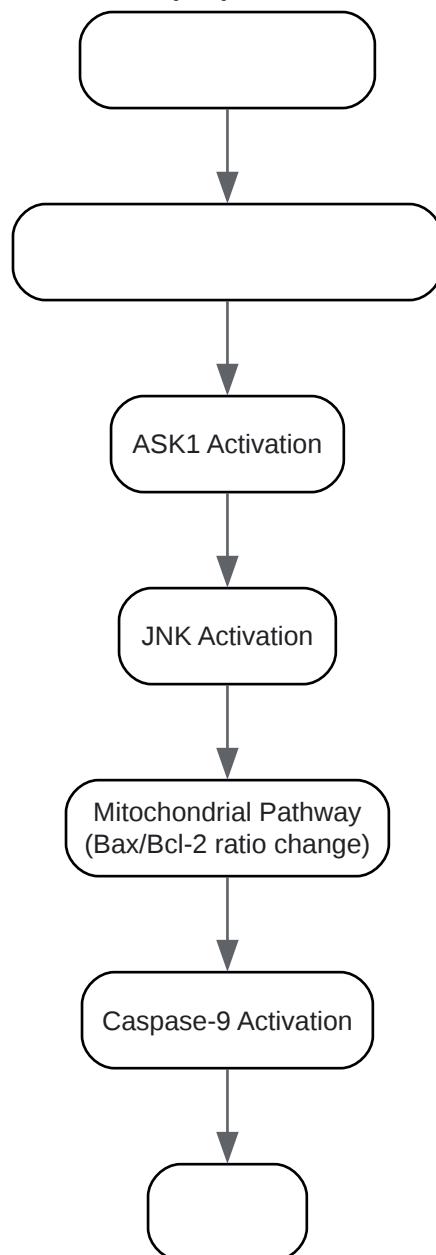 ASK1 Activation
JNK Activation
Mitochondrial Pathway
(Bax/Bcl-2 ratio change)
Caspase-9 Activation